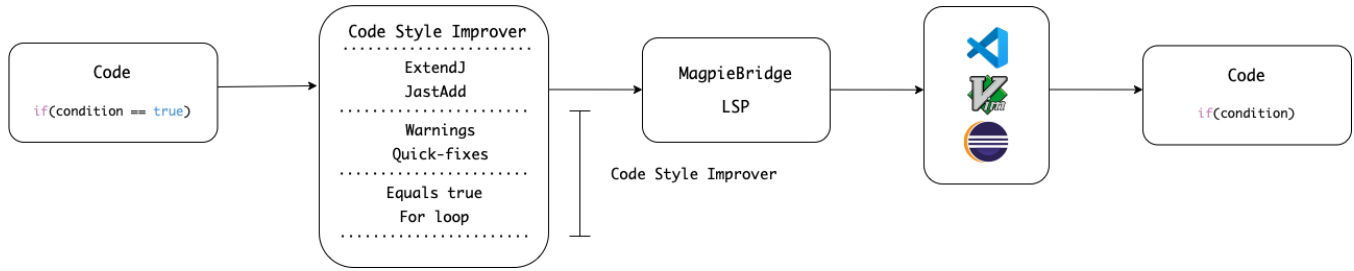 Code
if(condition == true)
Code Style Improver
ExtendJ
JastAdd
Warnings
Quick-fixes
Equals true
For loop
Code Style Improver
MagpieBridge
LSP
Vim
Code
if(condition)